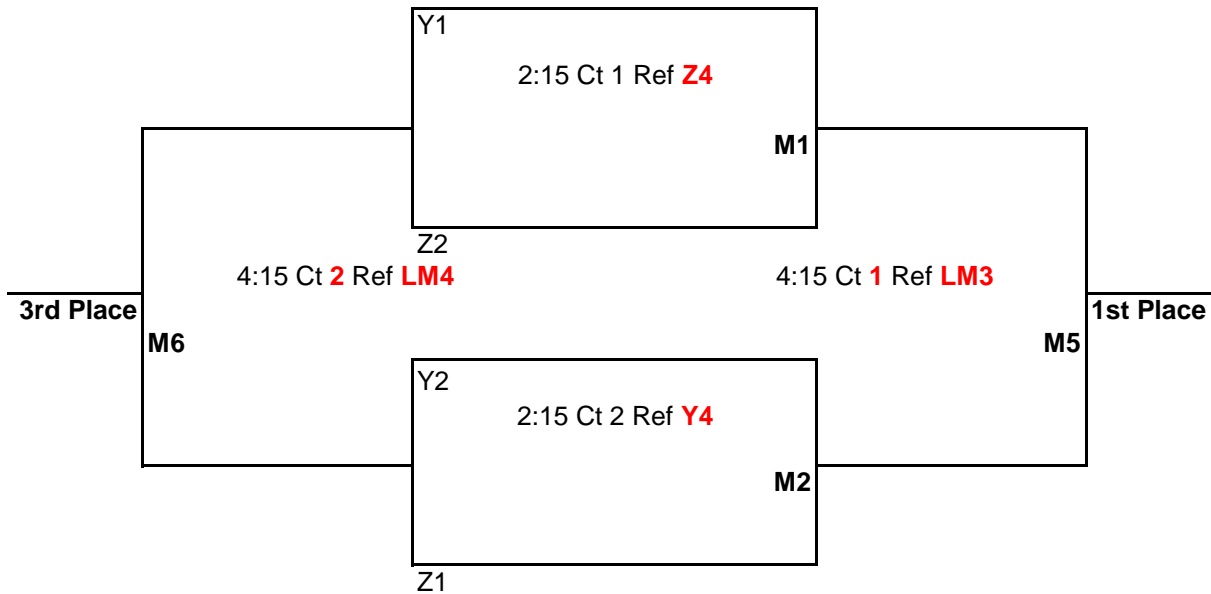 Y1
2:15 Ct 1 Ref Z4
M1
Z2
4:15 Ct 2 Ref LM4
4:15 Ct 1 Ref LM3
3rd Place
1st Place
M6
M5
Y2
2:15 Ct 2 Ref Y4
M2
Z1